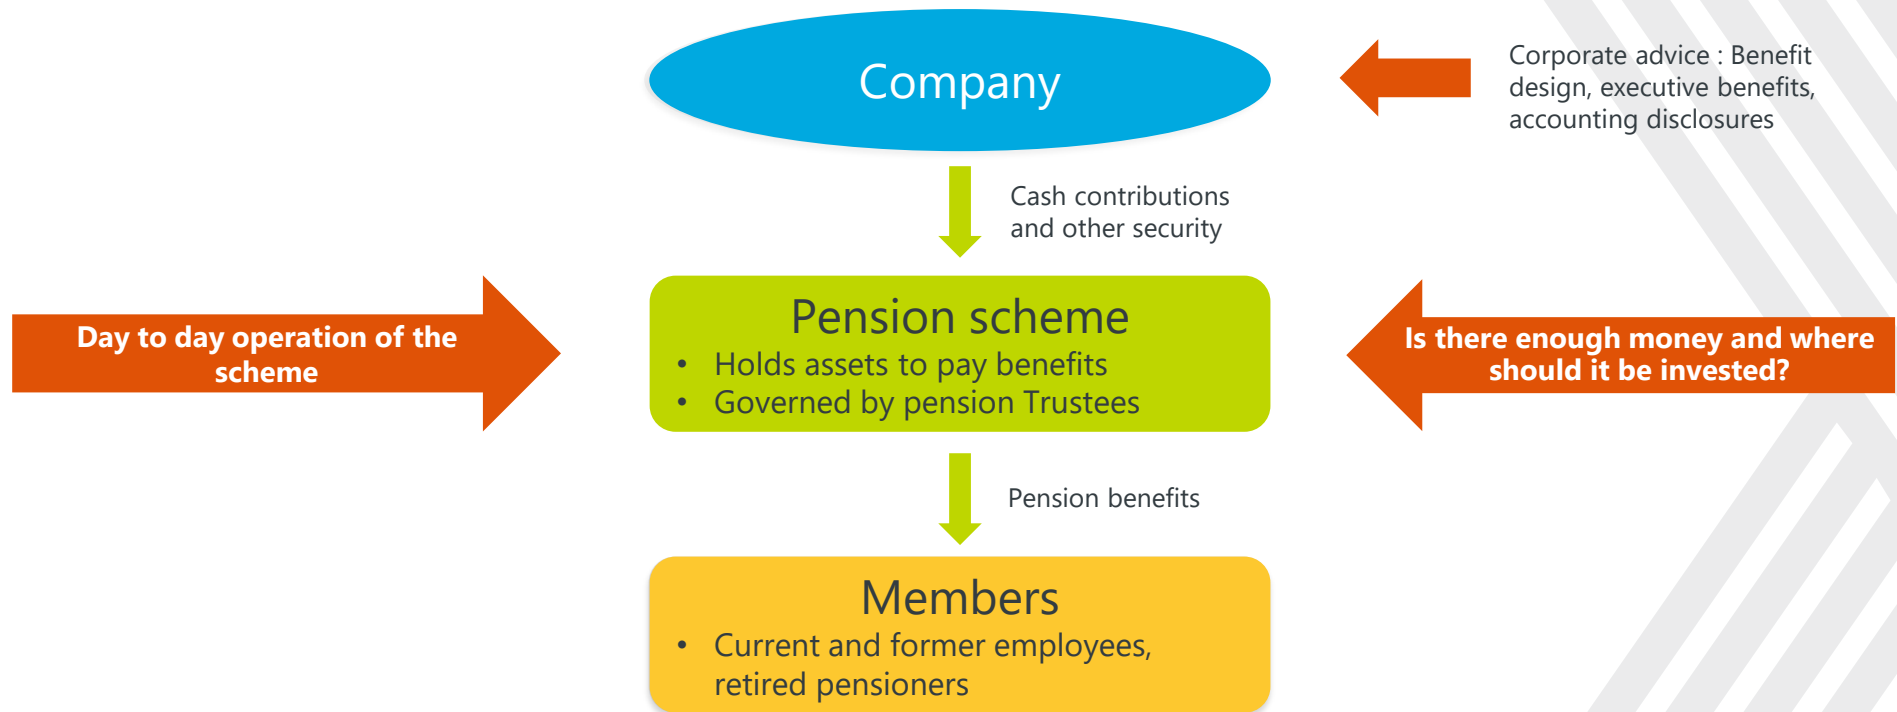 Company
Corporate advice : Benefit
design, executive benefits,
accounting disclosures
Cash contributions
and other security
Day to day operation of the
scheme
Pension scheme
• Holds assets to pay benefits
• Governed by pension Trustees
Is there enough money and where
should it be invested?
Pension benefits
Members
• Current and former employees,
retired pensioners